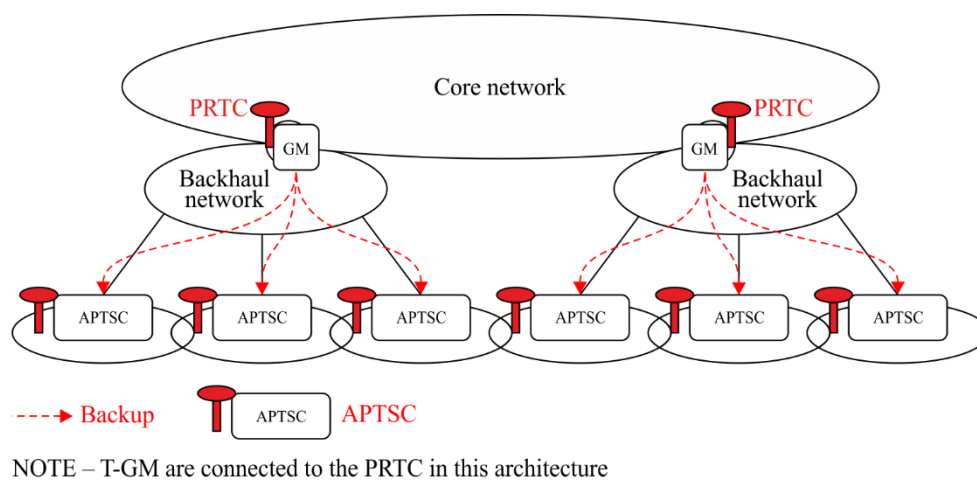 Core network
PRTC
PRTC
GM
GM
Backhaul
network
Backhaul
network
APTSC
APTSC
APTSC
APTSC
APTSC
APTSC
Backup
APTSC
APTSC
NOTE – T-GM are connected to the PRTC in this architecture